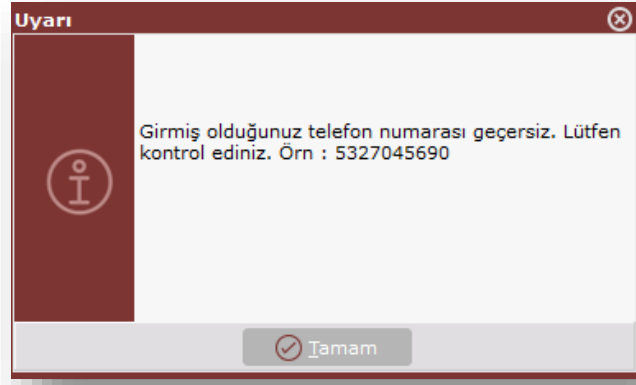 Uyarı
Girmiş olduğunuz telefon numarası geçersiz. Lütfen
kontrol ediniz. Örn : 5327045690
Tamam